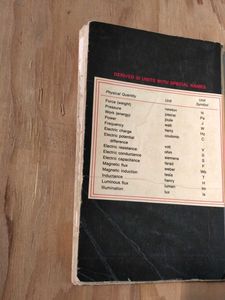 DERIVED SI UNITS WITH SPECIAL NAMES
Physical Quantity Unit Unit
Symbol
Force (weight) newton N
Pressure pascal Pa
Work (energy) joule J
Power watt W
Frequency hertz Hz
Electric charge coulomb C
Electric potential
difference volt V
Electric resistance ohm
Electric conductance siemens S
Electric capacitance farad F
Magnetic flux weber Wb
Magnetic induction tesla T
Inductance henry H
Luminous flux lumen lm
Illumination lux lx